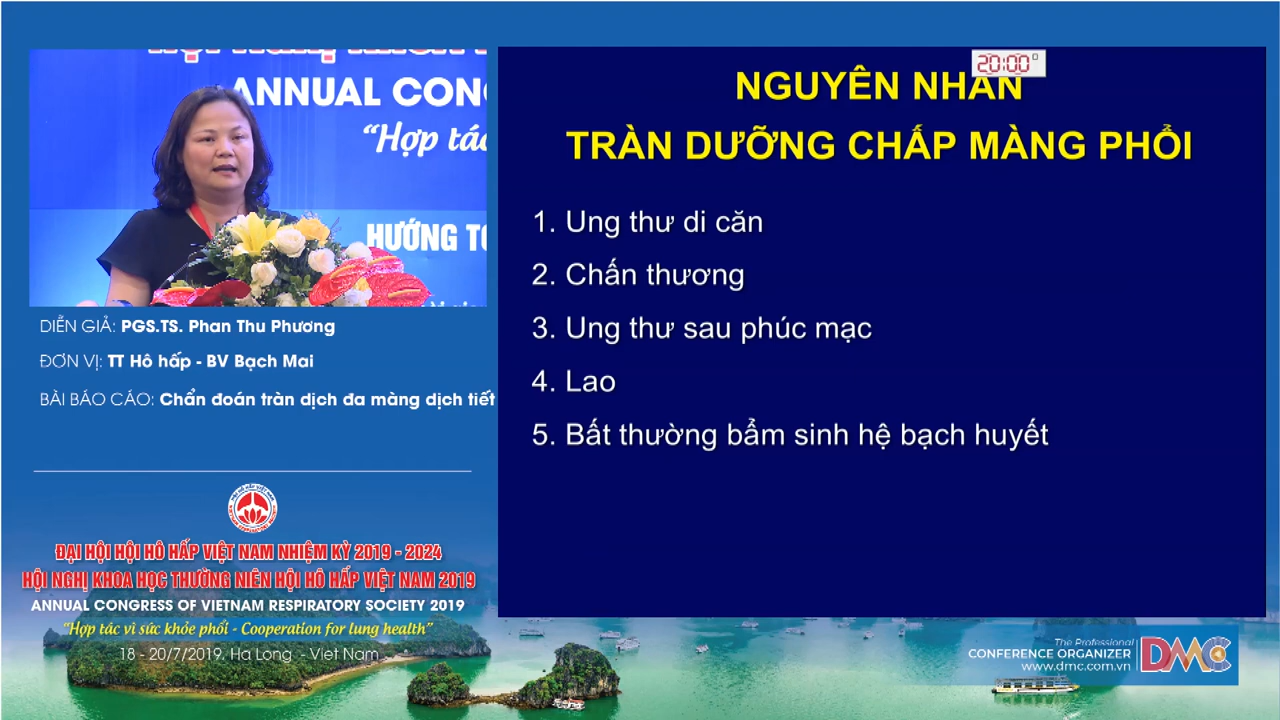 ANNUAL CON
“Hợp tác
HƯỚNG TỚ
DIỄN GIẢ: PGS.TS. Phan Thu Phương
ĐƠN VỊ: TT Hô hấp - BV Bạch Mai
BÀI BÁO CÁO: Chẩn đoán tràn dịch đa màng dịch tiết
ĐẠI HỘI HỘI HÔ HẤP VIỆT NAM NHIỆM KỲ 2019 - 2024
HỘI NGHỊ KHOA HỌC THƯỜNG NIÊN HỘI HÔ HẤP VIỆT NAM 2019
ANNUAL CONGRESS OF VIETNAM RESPIRATORY SOCIETY 2019
“Hợp tác vì sức khỏe phổi - Cooperation for lung health”
18 - 20/7/2019. Ha Long - Viet Nam
20:00
NGUYÊN NHÂN
TRÀN DƯỠNG CHẤP MÀNG PHỔI
1. Ung thư di căn
2. Chấn thương
3. Ung thư sau phúc mạc
4. Lao
5. Bất thường bẩm sinh hệ bạch huyết
The Professional
CONFERENCE ORGANIZER
www.dmc.com.vn
DMC